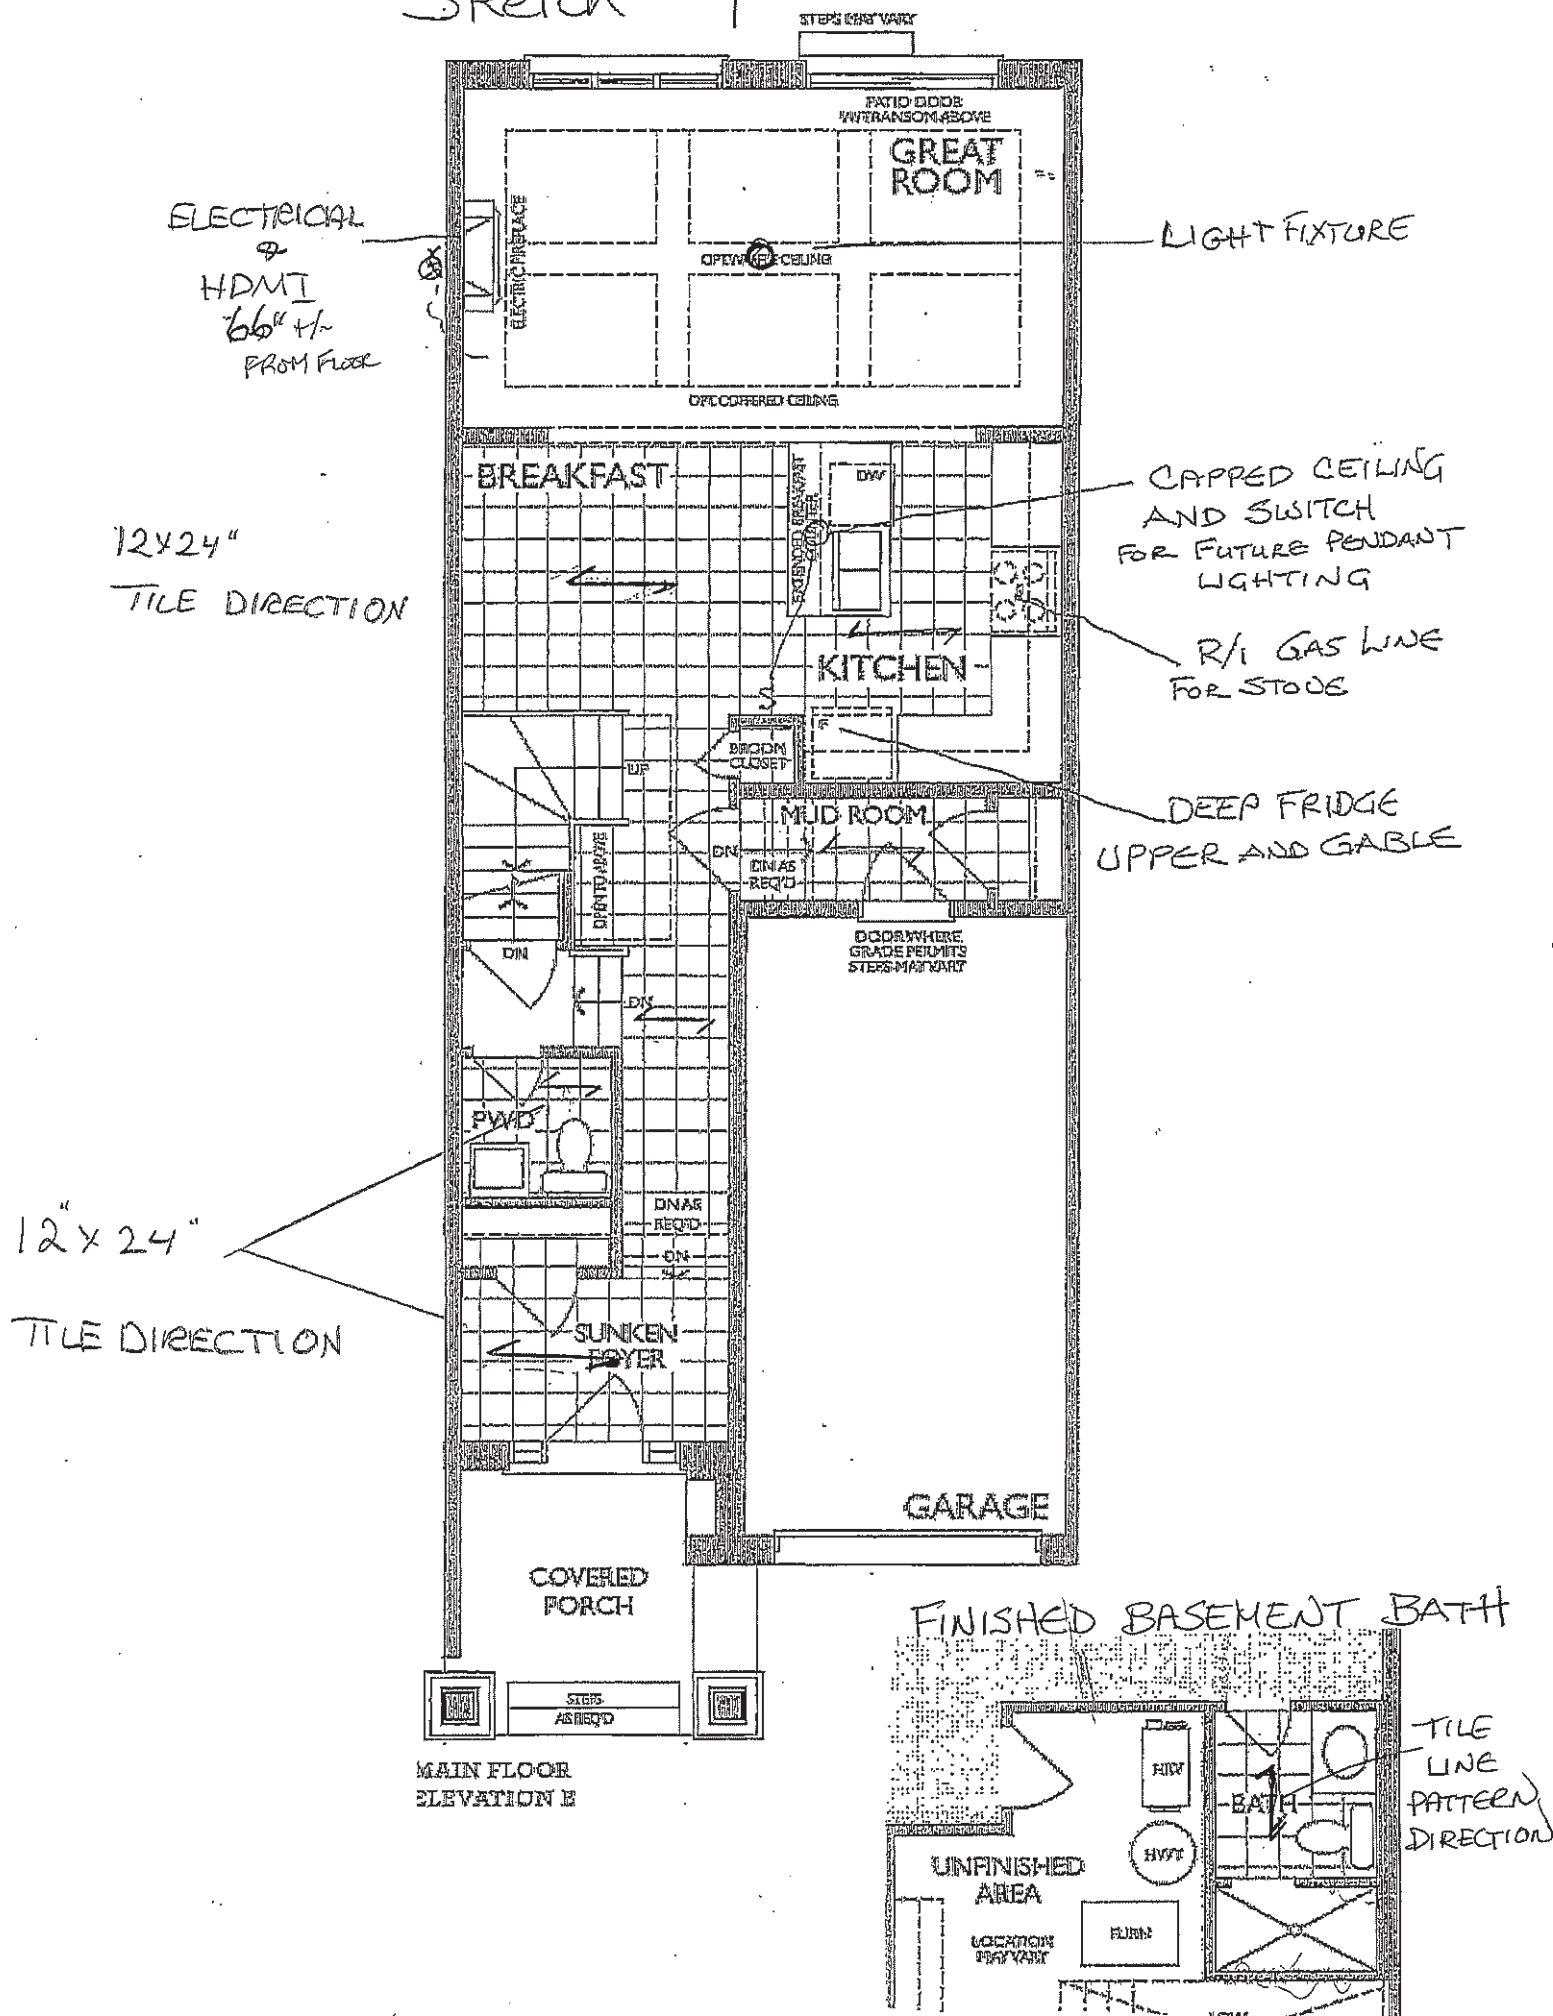 Sketch
STEPS MAY VARY
PATIO DOOR
W/TRANSOM ABOVE
GREAT
ROOM
ELECTRICAL
&
HDMI
66" +/-
FROM FLOOR
ELECTRIC FIREPLACE
LIGHT FIXTURE
CEILING
OPT. COFFERED CEILING
BREAKFAST
EXTENDED BREAKFAST
COUNTER
DW
CAPPED CEILING
AND SWITCH
FOR FUTURE PENDANT
LIGHTING
12X24"
TILE DIRECTION
R/I GAS LINE
FOR STOVE
KITCHEN
S
F
BROOM
CLOSET
UP
DEEP FRIDGE
UPPER AND GABLE
MUD ROOM
DN
DN AS
REQ'D
OPEN TO ABOVE
DOOR WHERE
GRADE PERMITS
STEPS MAY VARY
DN
DN
PWD
DN AS
REQ'D
DN
12" X 24"
TILE DIRECTION
SUNKEN
FOYER
GARAGE
COVERED
PORCH
STEPS
AS REQ'D
MAIN FLOOR
ELEVATION B
FINISHED BASEMENT BATH
TILE
LINE
PATTERN
DIRECTION
BATH
HWT
UNFINISHED
AREA
FURN
LOCATION
MAY VARY